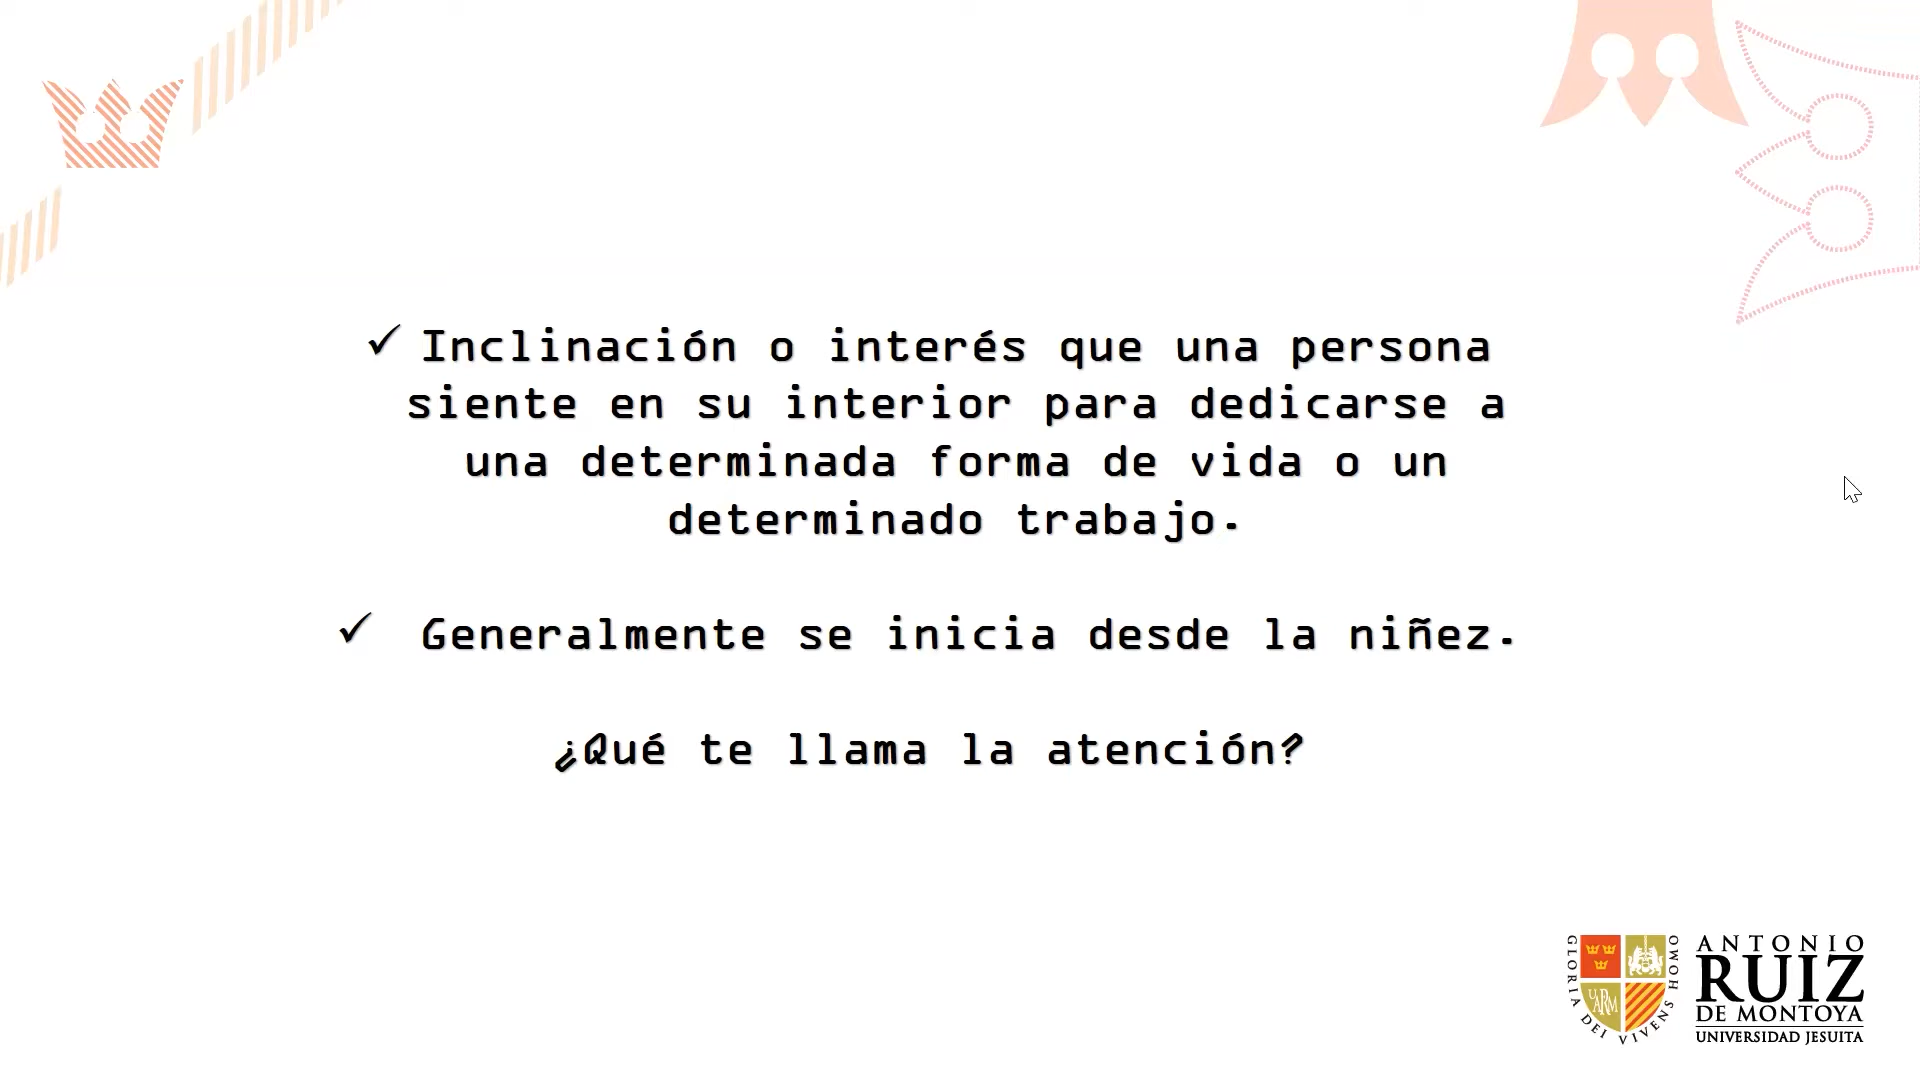 ✓ Inclinación o interés que una persona
siente en su interior para dedicarse a
una determinada forma de vida o un
determinado trabajo.
✓ Generalmente se inicia desde la niñez.
¿Qué te llama la atención?
GLORIA DEI VIVENS HOMO
UARM
ANTONIO
RUIZ
DE MONTOYA
UNIVERSIDAD JESUITA